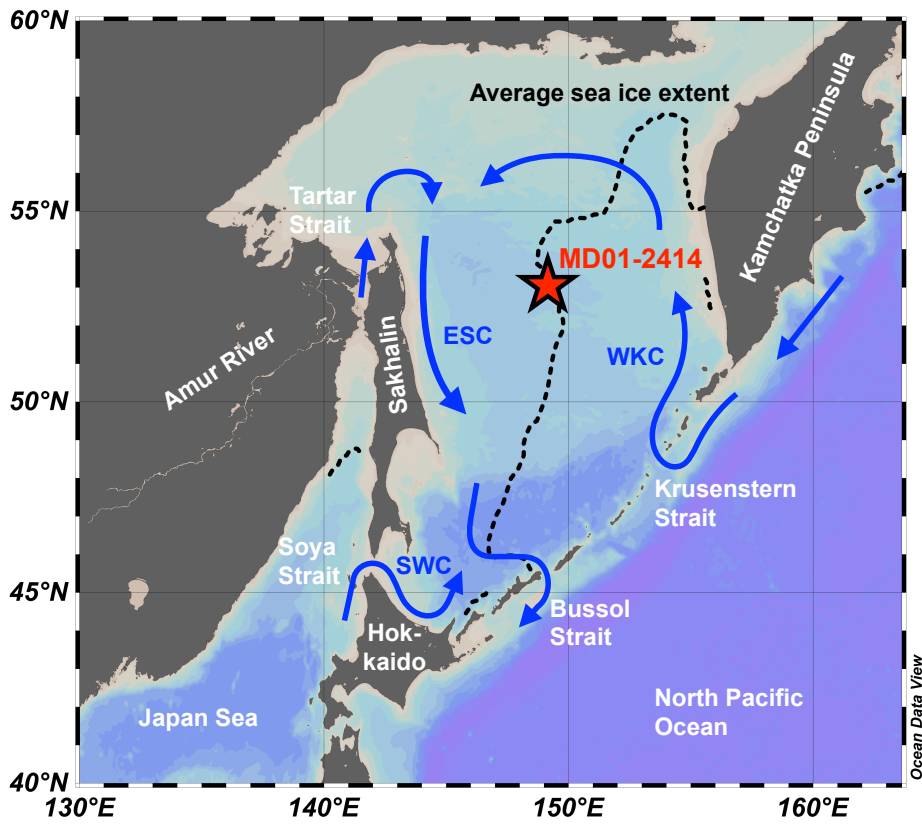 60°N
Average sea ice extent
Kamchatka Peninsula
Tartar
Strait
55°N
MD01-2414
ESC
WKC
Amur River
Sakhalin
50°N
Krusenstern
Strait
Soya
Strait
SWC
45°N
Bussol
Strait
Hok-
kaido
North Pacific
Ocean
Japan Sea
Ocean Data View
40°N
130°E
140°E
150°E
160°E